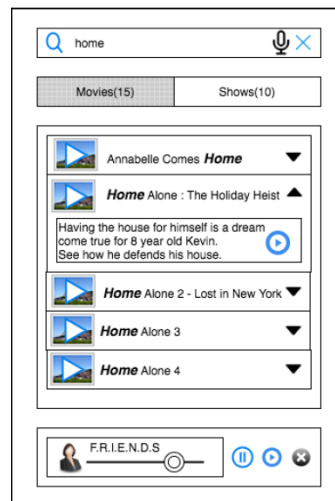 home
Movies(15)
Shows(10)
Annabelle Comes Home
Home Alone : The Holiday Heist
Having the house for himself is a dream
come true for 8 year old Kevin.
See how he defends his house.
Home Alone 2 - Lost in New York
Home Alone 3
Home Alone 4
F.R.I.E.N.D.S